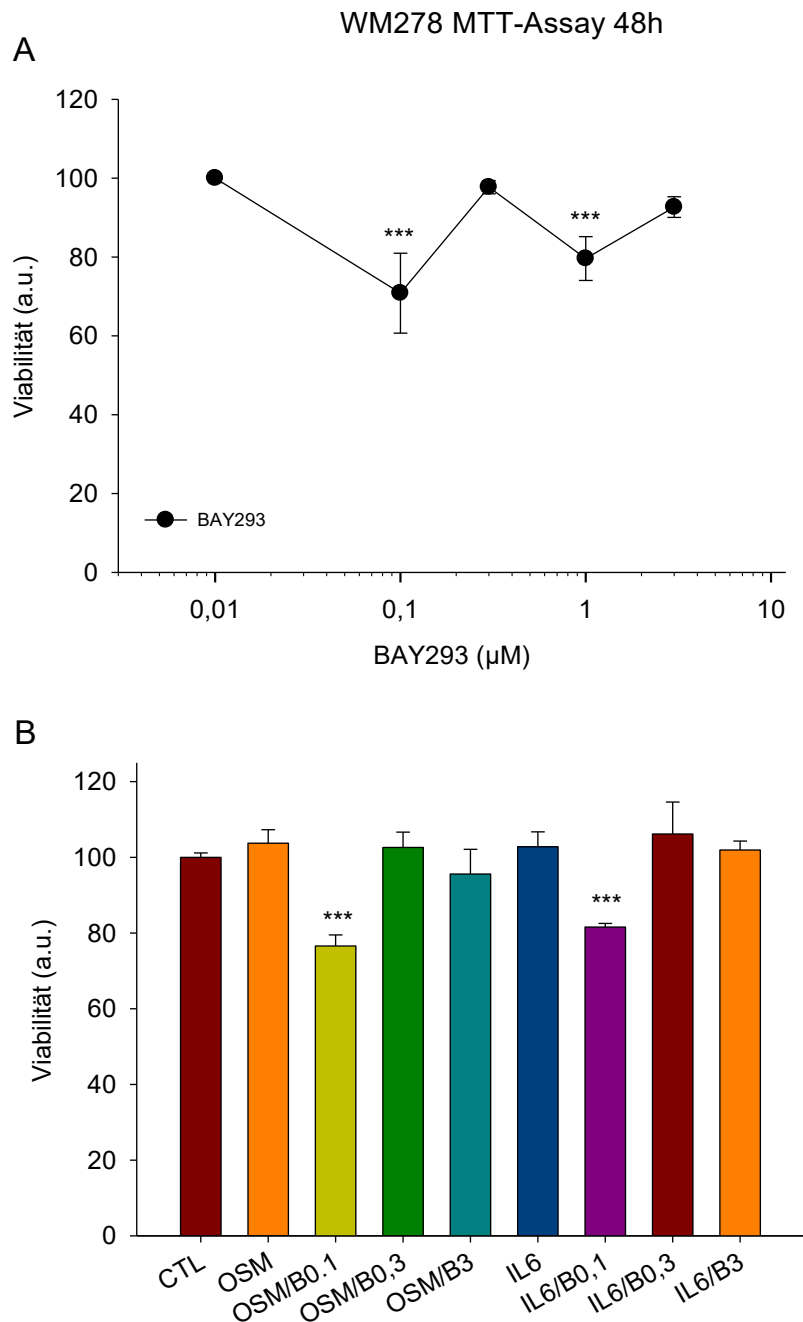 WM278 MTT-Assay 48h
A
120
100
80
60
40
20
0
Viabilität (a.u.)
***
***
BAY293
0,01
0,1
1
10
BAY293 (µM)
B
120
100
80
60
40
20
0
Viabilität (a.u.)
***
***
CTL
OSM
OSM/B0.1
OSM/B0,3
OSM/B3
IL6
IL6/B0,1
IL6/B0,3
IL6/B3